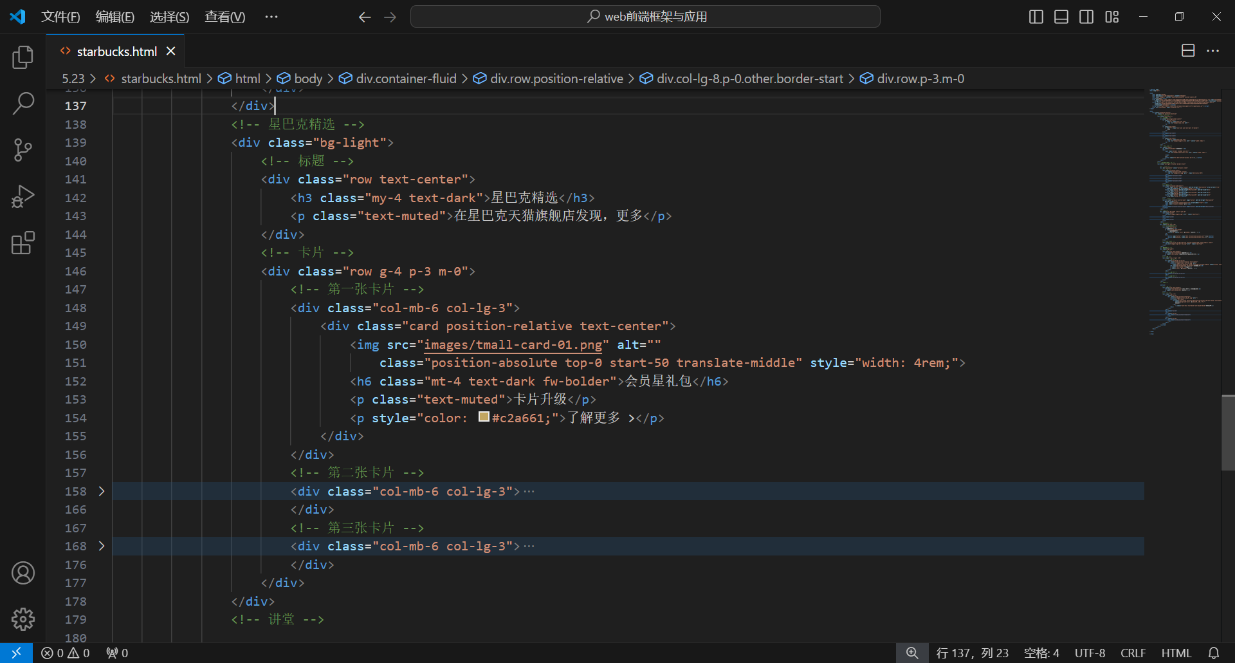 文件(F) 编辑(E) 选择(S) 查看(V) ··· web前端框架与应用
starbucks.html
5.23 > starbucks.html > html > body > div.container-fluid > div.row.position-relative > div.col-lg-8.p-0.other.border-start > div.row.p-3.m-0
136 </div>
137 </div>
138 <!-- 星巴克精选 -->
139 <div class="bg-light">
140 <!-- 标题 -->
141 <div class="row text-center">
142 <h3 class="my-4 text-dark">星巴克精选</h3>
143 <p class="text-muted">在星巴克天猫旗舰店发现，更多</p>
144 </div>
145 <!-- 卡片 -->
146 <div class="row g-4 p-3 m-0">
147 <!-- 第一张卡片 -->
148 <div class="col-mb-6 col-lg-3">
149 <div class="card position-relative text-center">
150 <img src="images/tmall-card-01.png" alt=""
151 class="position-absolute top-0 start-50 translate-middle" style="width: 4rem;">
152 <h6 class="mt-4 text-dark fw-bolder">会员星礼包</h6>
153 <p class="text-muted">卡片升级</p>
154 <p style="color: #c2a661;">了解更多 ></p>
155 </div>
156 </div>
157 <!-- 第二张卡片 -->
158 <div class="col-mb-6 col-lg-3">···
166 </div>
167 <!-- 第三张卡片 -->
168 <div class="col-mb-6 col-lg-3">···
176 </div>
177 </div>
178 </div>
179 <!-- 讲堂 -->
180
0 0 0 行 137，列 23 空格: 4 UTF-8 CRLF HTML